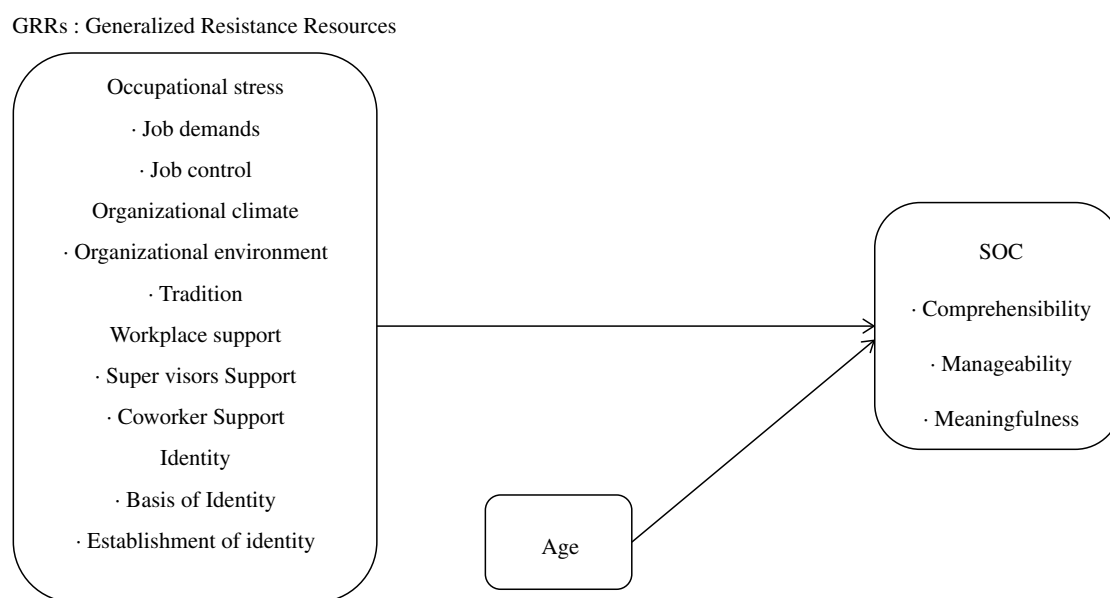 GRRs : Generalized Resistance Resources
Occupational stress
· Job demands
· Job control
Organizational climate
· Organizational environment
· Tradition
Workplace support
· Super visors Support
· Coworker Support
Identity
· Basis of Identity
· Establishment of identity
SOC
· Comprehensibility
· Manageability
· Meaningfulness
Age